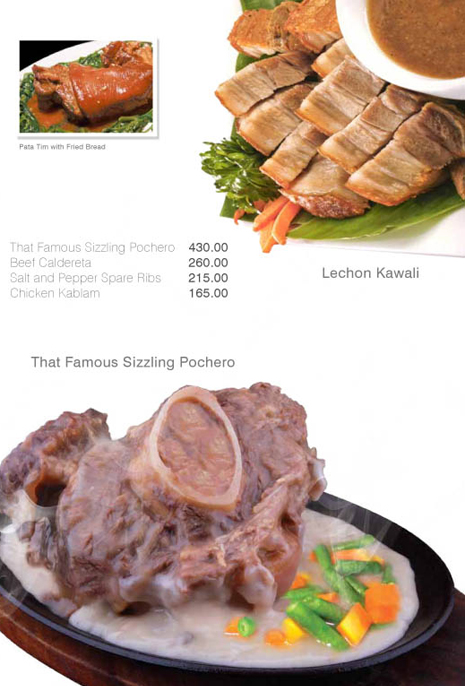 Pata Tim with Fried Bread
That Famous Sizzling Pochero 430.00
Beef Caldereta 260.00
Salt and Pepper Spare Ribs 215.00
Chicken Kablam 165.00
Lechon Kawali
That Famous Sizzling Pochero